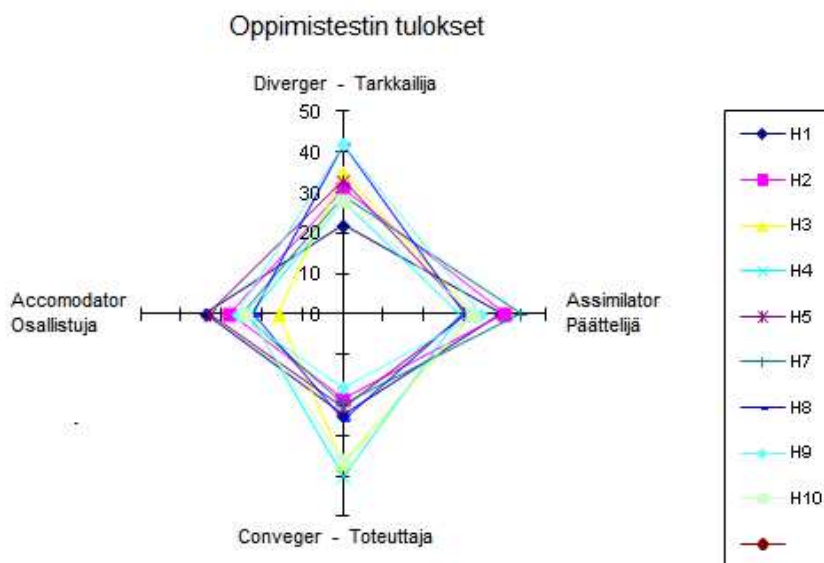 Oppimistestin tulokset
Diverger - Tarkkailija
50
40
30
20
10
0
Accomodator
Osallistuja
Assimilator
Päättelijä
Conveger - Toteuttaja
H1
H2
H3
H4
H5
H7
H8
H9
H10